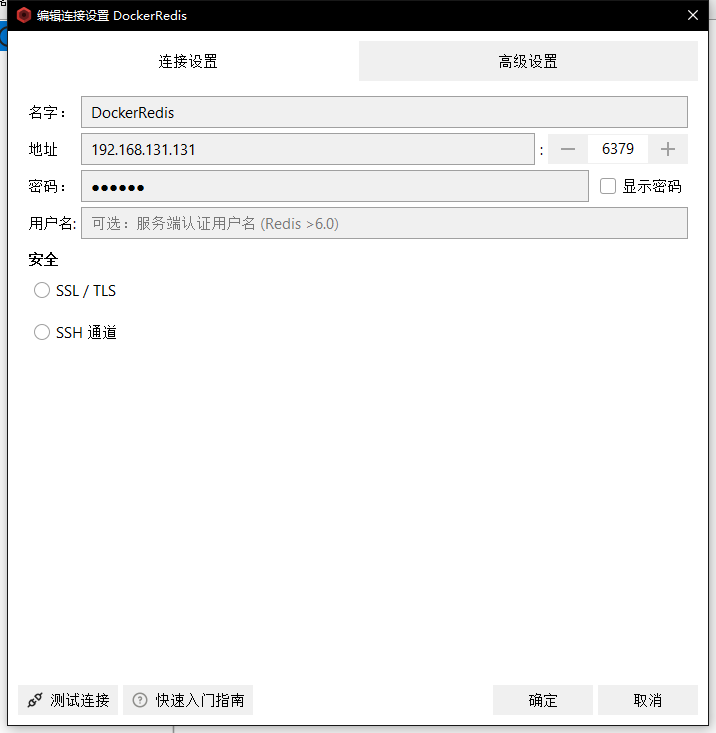 编辑连接设置 DockerRedis
连接设置 高级设置
名字： DockerRedis
地址 192.168.131.131 : 6379
密码： ●●●●●● 显示密码
用户名: 可选：服务端认证用户名 (Redis >6.0)
安全
SSL / TLS
SSH 通道
测试连接 快速入门指南 确定 取消